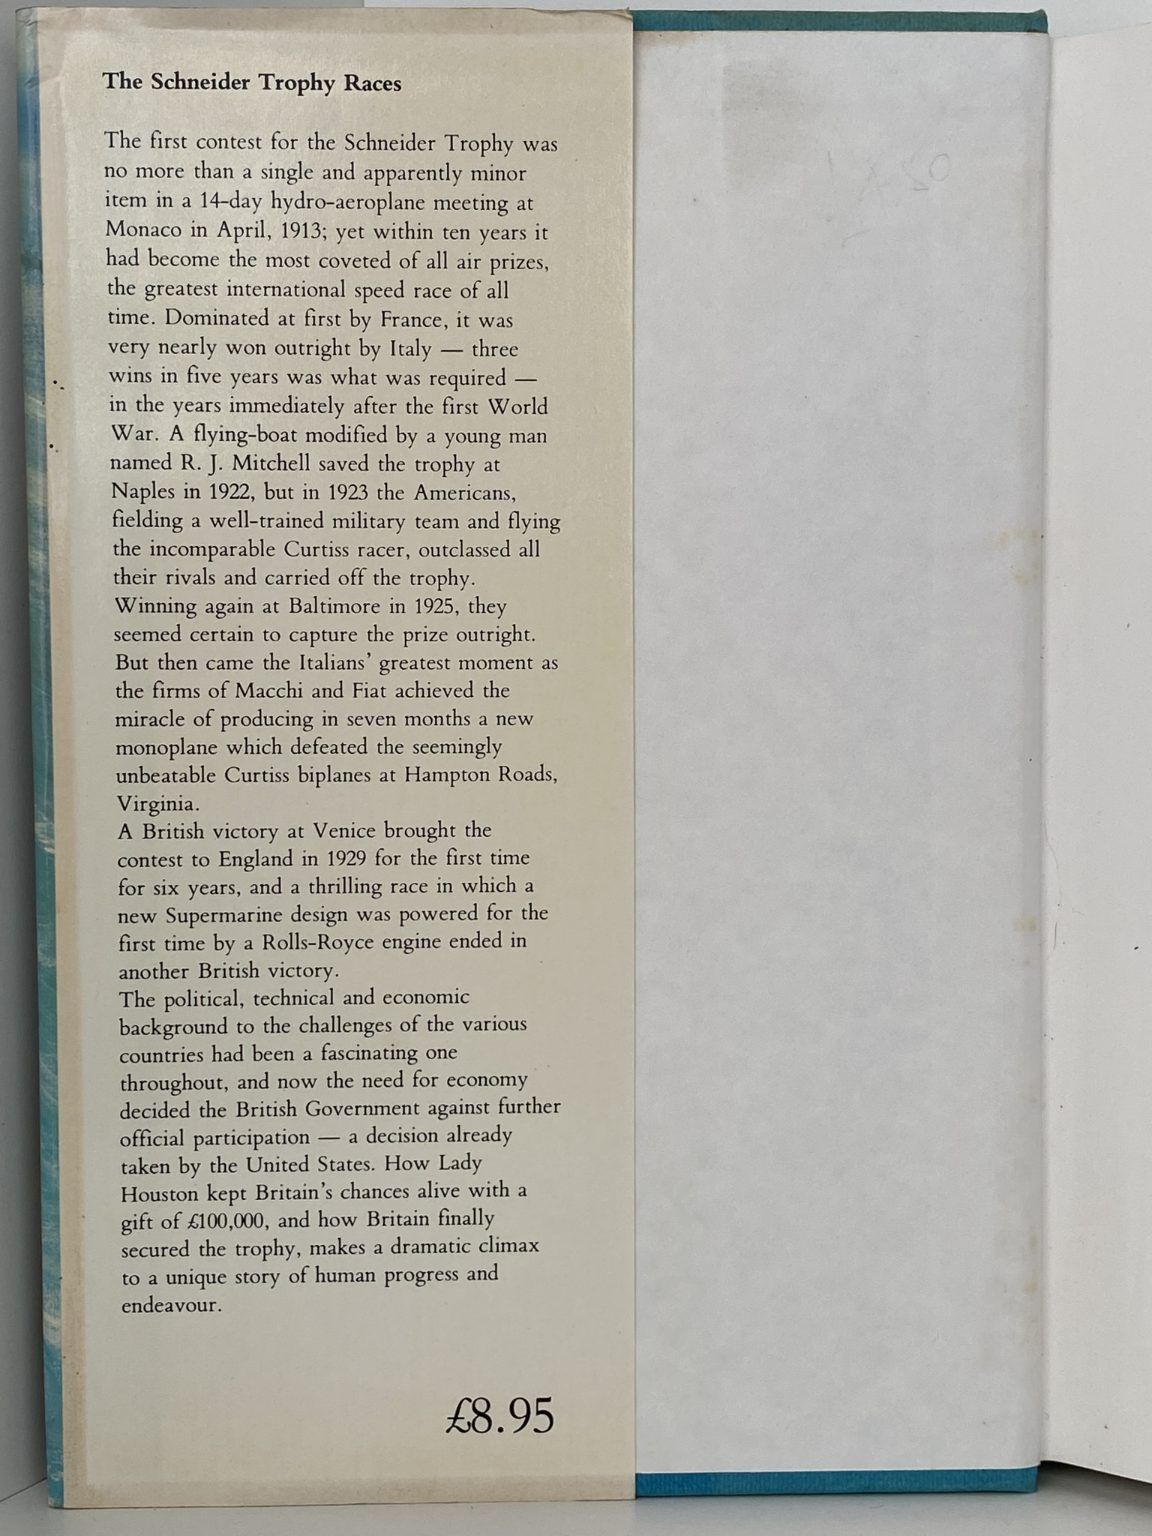 The Schneider Trophy Races
The first contest for the Schneider Trophy was
no more than a single and apparently minor
item in a 14-day hydro-aeroplane meeting at
Monaco in April, 1913; yet within ten years it
had become the most coveted of all air prizes,
the greatest international speed race of all
time. Dominated at first by France, it was
very nearly won outright by Italy — three
wins in five years was what was required —
in the years immediately after the first World
War. A flying-boat modified by a young man
named R. J. Mitchell saved the trophy at
Naples in 1922, but in 1923 the Americans,
fielding a well-trained military team and flying
the incomparable Curtiss racer, outclassed all
their rivals and carried off the trophy.
Winning again at Baltimore in 1925, they
seemed certain to capture the prize outright.
But then came the Italians' greatest moment as
the firms of Macchi and Fiat achieved the
miracle of producing in seven months a new
monoplane which defeated the seemingly
unbeatable Curtiss biplanes at Hampton Roads,
Virginia.
A British victory at Venice brought the
contest to England in 1929 for the first time
for six years, and a thrilling race in which a
new Supermarine design was powered for the
first time by a Rolls-Royce engine ended in
another British victory.
The political, technical and economic
background to the challenges of the various
countries had been a fascinating one
throughout, and now the need for economy
decided the British Government against further
official participation — a decision already
taken by the United States. How Lady
Houston kept Britain's chances alive with a
gift of £100,000, and how Britain finally
secured the trophy, makes a dramatic climax
to a unique story of human progress and
endeavour.
£8.95